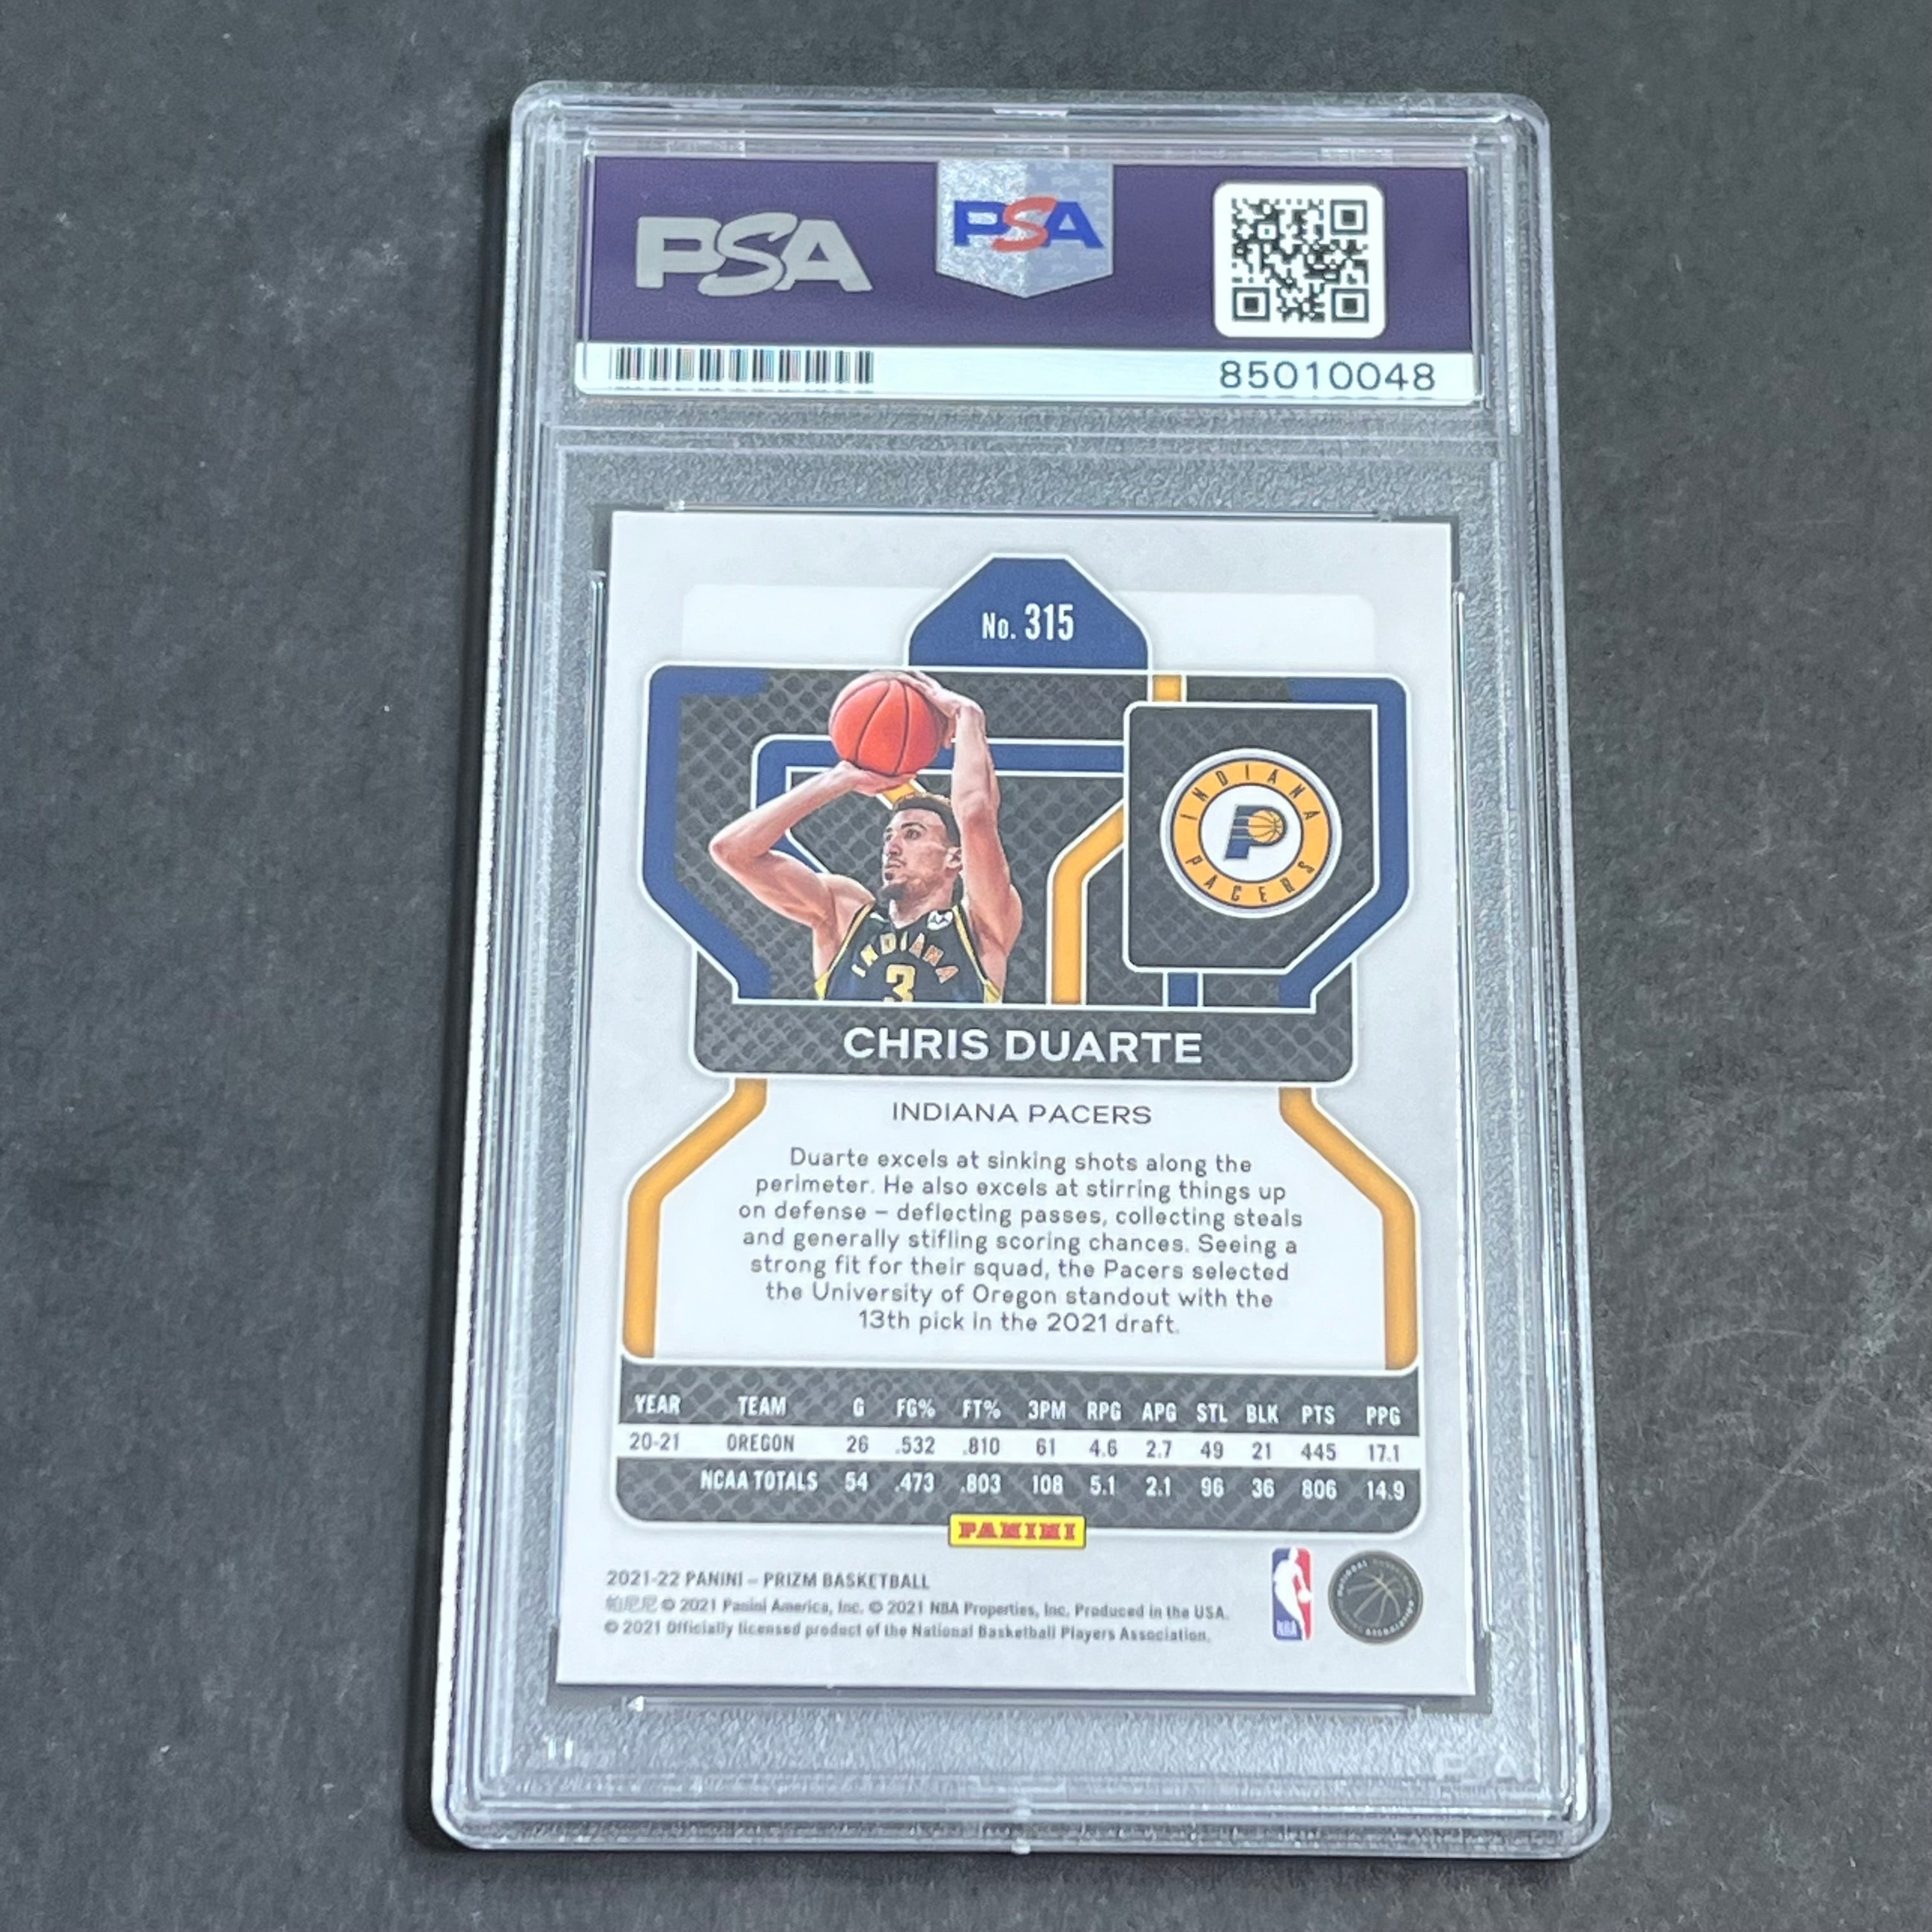 PSA
PSA
85010048
No. 315
INDIANA PACERS
P
INDIANA
3
CHRIS DUARTE
INDIANA PACERS
Duarte excels at sinking shots along the
perimeter. He also excels at stirring things up
on defense – deflecting passes, collecting steals
and generally stifling scoring chances. Seeing a
strong fit for their squad, the Pacers selected
the University of Oregon standout with the
13th pick in the 2021 draft.
YEAR TEAM G FG% FT% 3PM RPG APG STL BLK PTS PPG
20-21 OREGON 26 .532 .810 61 4.6 2.7 49 21 445 17.1
NCAA TOTALS 54 .473 .803 108 5.1 2.1 96 36 806 14.9
PANINI
2021-22 PANINI – PRIZM BASKETBALL
帕尼尼 © 2021 Panini America, Inc. © 2021 NBA Properties, Inc. Produced in the USA.
© 2021 Officially licensed product of the National Basketball Players Association.
NBA
PSA